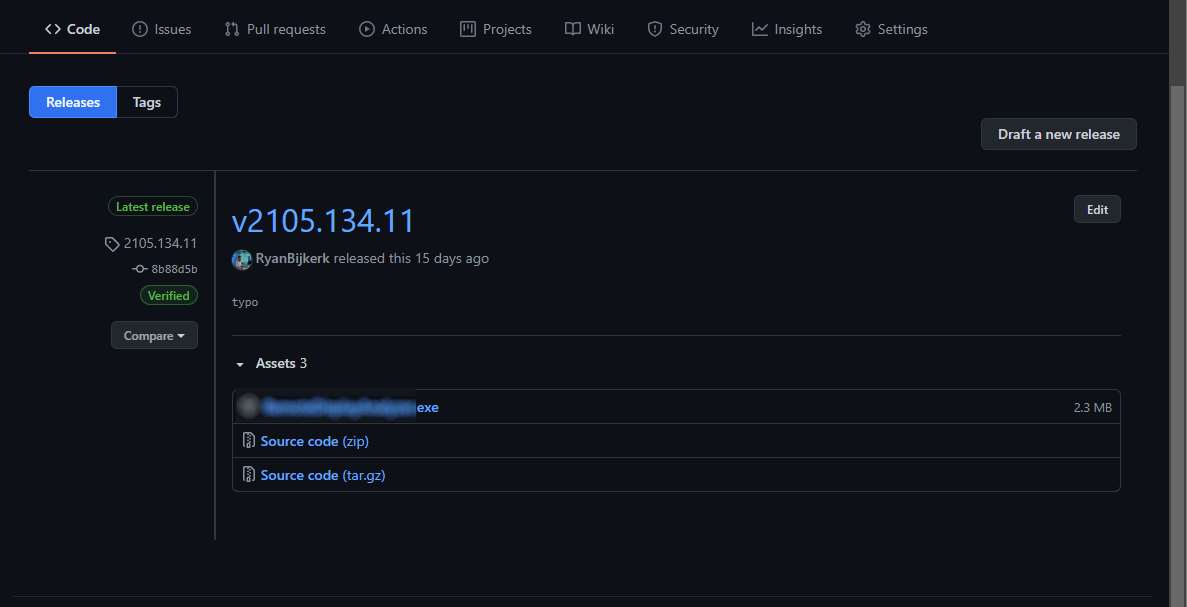 Code Issues Pull requests Actions Projects Wiki Security Insights Settings
Releases Tags
Draft a new release
Latest release
2105.134.11
8b88d5b
Verified
Compare
v2105.134.11
Edit
RyanBijkerk released this 15 days ago
typo
Assets 3
exe 2.3 MB
Source code (zip)
Source code (tar.gz)